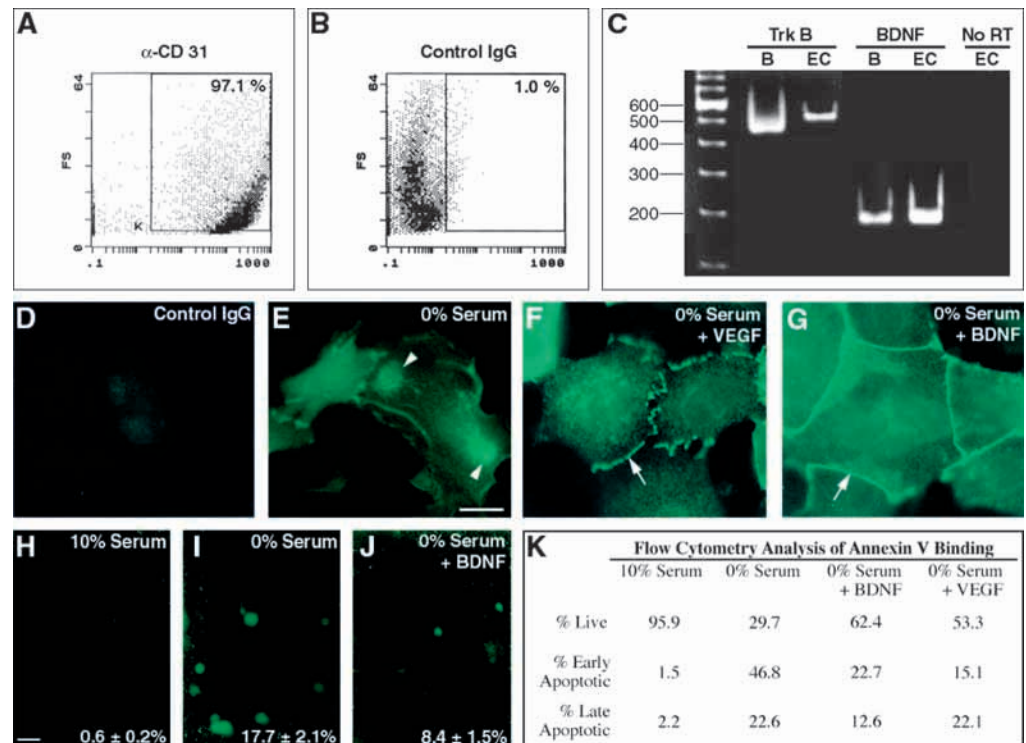 A
α-CD 31
97.1 %
64
FS
0
K
.1
1000
B
Control IgG
1.0 %
64
FS
0
.1
1000
C
Trk B BDNF No RT
B EC B EC EC
600
500
400
300
200
D
Control IgG
E
0% Serum
F
0% Serum
+ VEGF
G
0% Serum
+ BDNF
H
10% Serum
0.6 ± 0.2%
I
0% Serum
17.7 ± 2.1%
J
0% Serum
+ BDNF
8.4 ± 1.5%
K
Flow Cytometry Analysis of Annexin V Binding
10% Serum 0% Serum 0% Serum 0% Serum
+ BDNF + VEGF
% Live 95.9 29.7 62.4 53.3
% Early
Apoptotic 1.5 46.8 22.7 15.1
% Late
Apoptotic 2.2 22.6 12.6 22.1